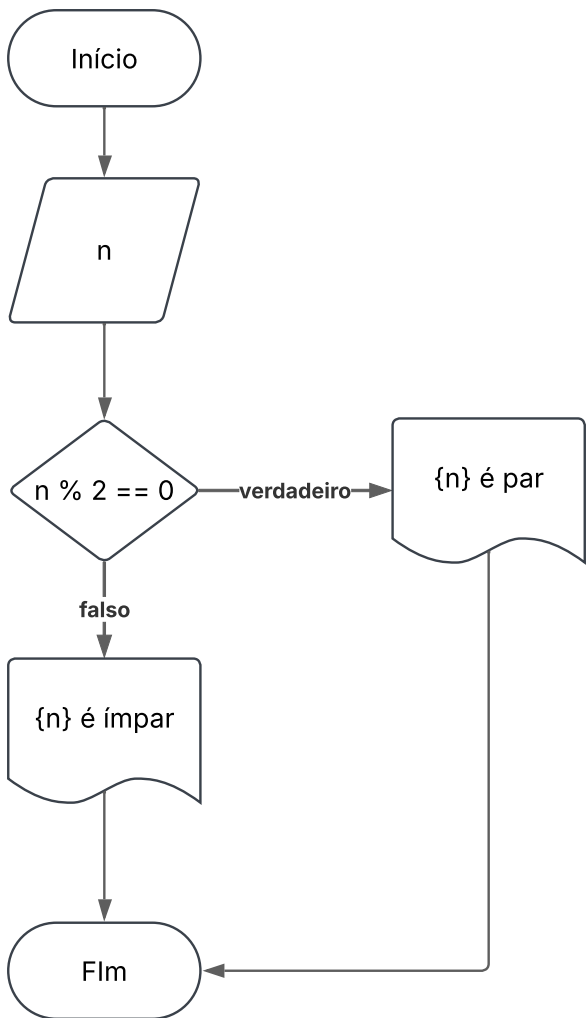 Início
n
n % 2 == 0
verdadeiro
{n} é par
falso
{n} é ímpar
FIm